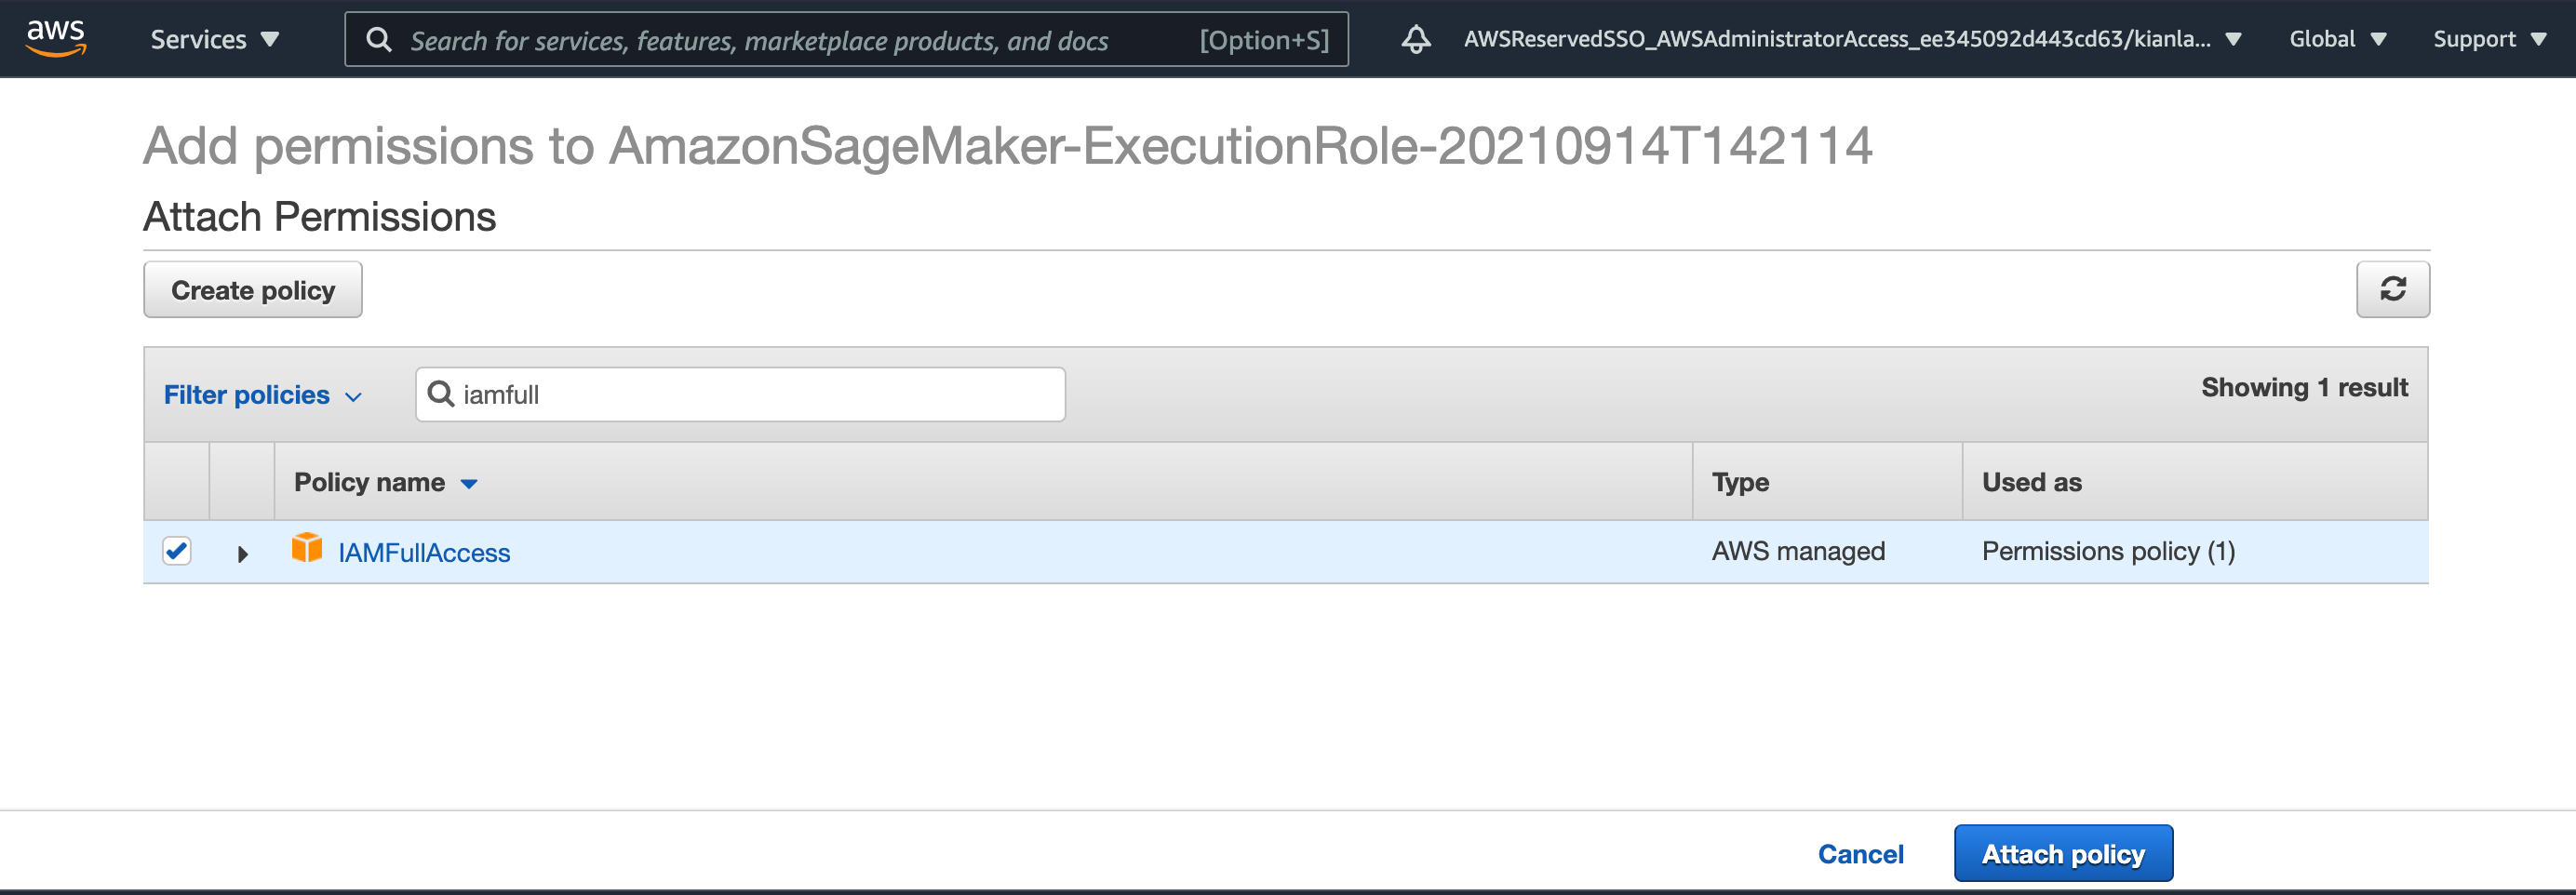 aws Services Search for services, features, marketplace products, and docs [Option+S] AWSReservedSSO_AWSAdministratorAccess_ee345092d443cd63/kianla... Global Support
Add permissions to AmazonSageMaker-ExecutionRole-20210914T142114
Attach Permissions
Create policy
Filter policies iamfull Showing 1 result
Policy name Type Used as
IAMFullAccess AWS managed Permissions policy (1)
Cancel Attach policy